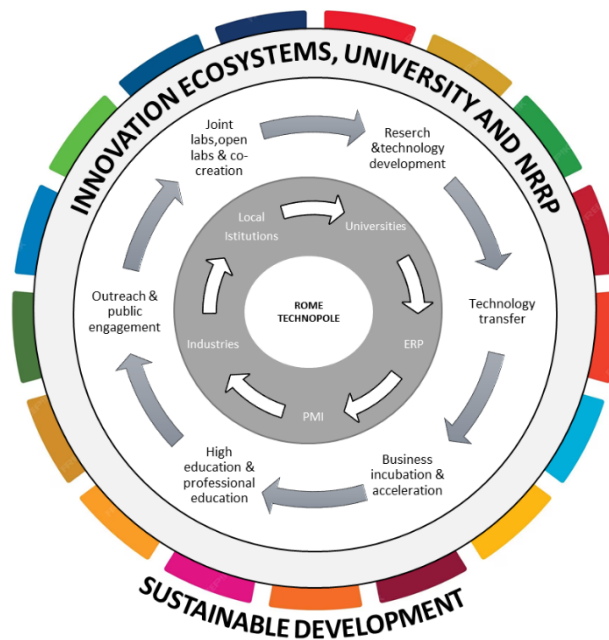 INNOVATION ECOSYSTEMS, UNIVERSITY AND NRRP
Joint
labs,open
labs & co-
creation
Reserch
&technology
development
Technology
transfer
Business
incubation &
acceleration
High
education &
professional
education
Outreach &
public
engagement
Local
Istitutions
Universities
ERP
PMI
Industries
ROME
TECHNOPOLE
SUSTAINABLE DEVELOPMENT